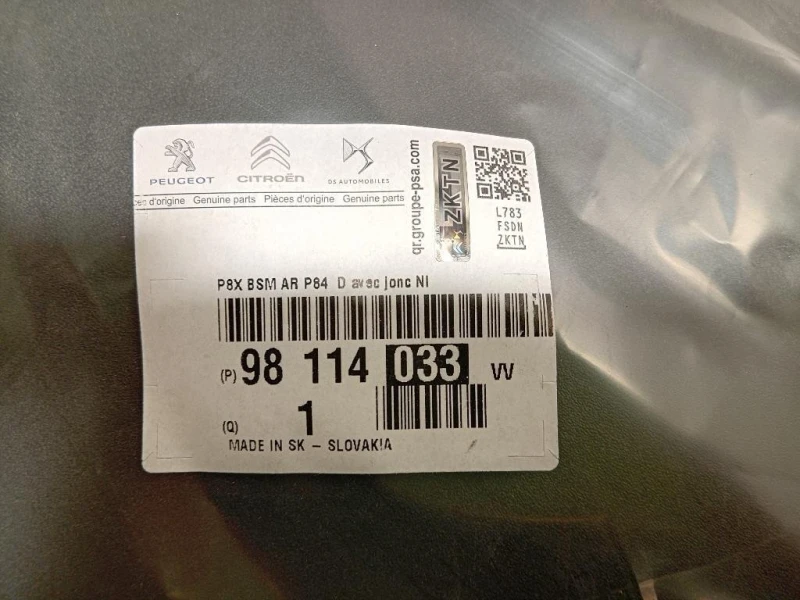 PEUGEOT
CITROËN
DS AUTOMOBILES
d'origine Genuine parts Pièces d'origine Genuine parts
qr.groupe-psa.com
ZKTN
L783
FSDN
ZKTN
P8X BSM AR P84 D avec jonc NI
(P) 98 114 033 VV
(Q) 1
MADE IN SK – SLOVAKIA